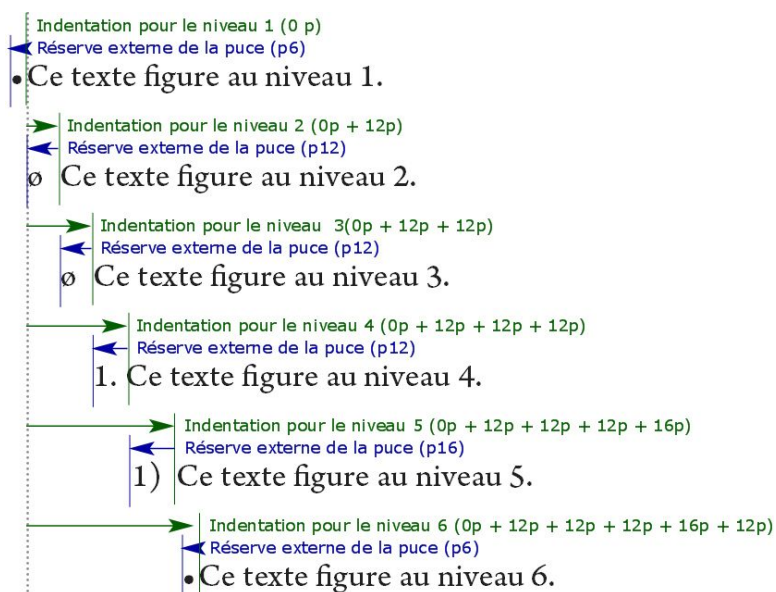 Indentation pour le niveau 1 (0 p)
Réserve externe de la puce (p6)
•Ce texte figure au niveau 1.
Indentation pour le niveau 2 (0p + 12p)
Réserve externe de la puce (p12)
ø Ce texte figure au niveau 2.
Indentation pour le niveau 3(0p + 12p + 12p)
Réserve externe de la puce (p12)
ø Ce texte figure au niveau 3.
Indentation pour le niveau 4 (0p + 12p + 12p + 12p)
Réserve externe de la puce (p12)
1. Ce texte figure au niveau 4.
Indentation pour le niveau 5 (0p + 12p + 12p + 12p + 16p)
Réserve externe de la puce (p16)
1) Ce texte figure au niveau 5.
Indentation pour le niveau 6 (0p + 12p + 12p + 12p + 16p + 12p)
Réserve externe de la puce (p6)
•Ce texte figure au niveau 6.